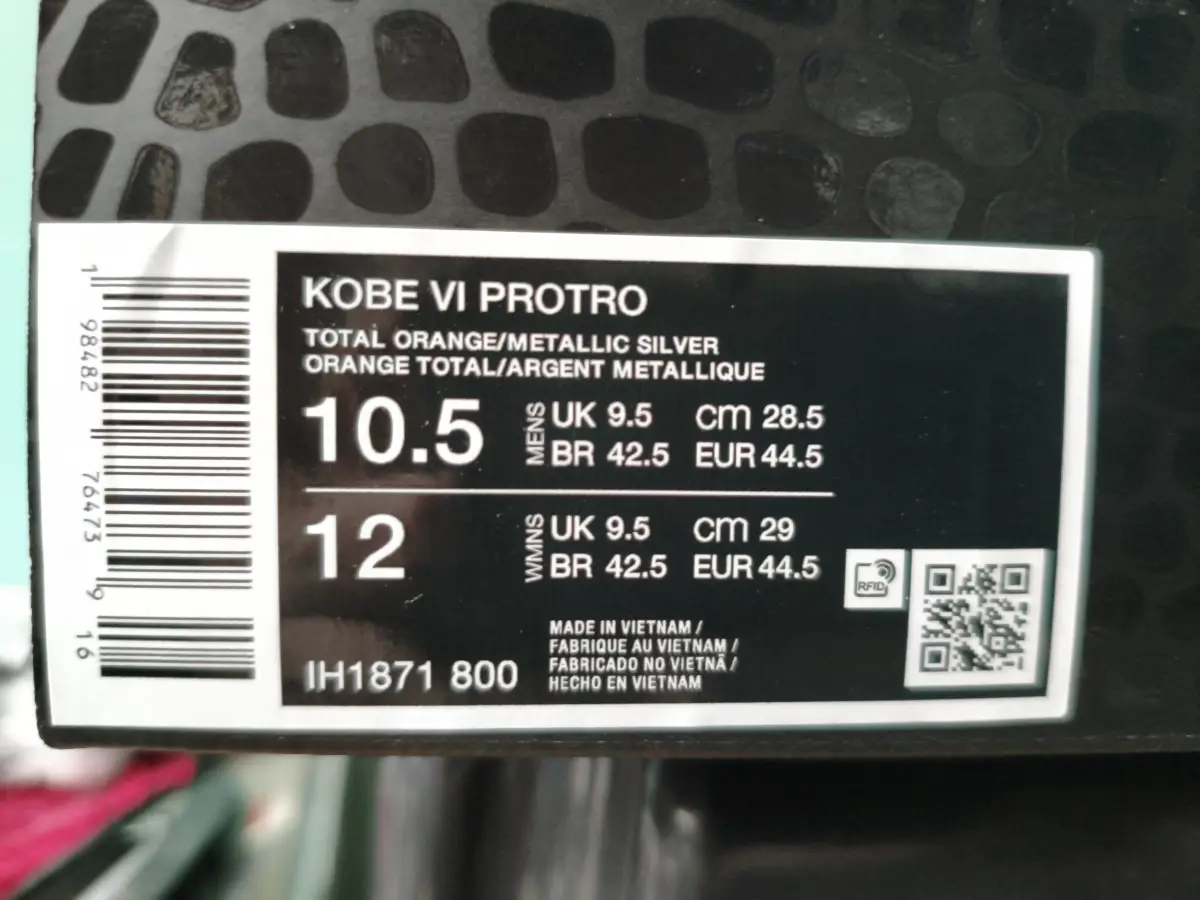 1 98482 76473 9 16
KOBE VI PROTRO
TOTAL ORANGE/METALLIC SILVER
ORANGE TOTAL/ARGENT METALLIQUE
10.5 MENS UK 9.5 CM 28.5
BR 42.5 EUR 44.5
12 WMNS UK 9.5 CM 29
BR 42.5 EUR 44.5
RFID
IH1871 800
MADE IN VIETNAM /
FABRIQUE AU VIETNAM /
FABRICADO NO VIETNÃ /
HECHO EN VIETNAM